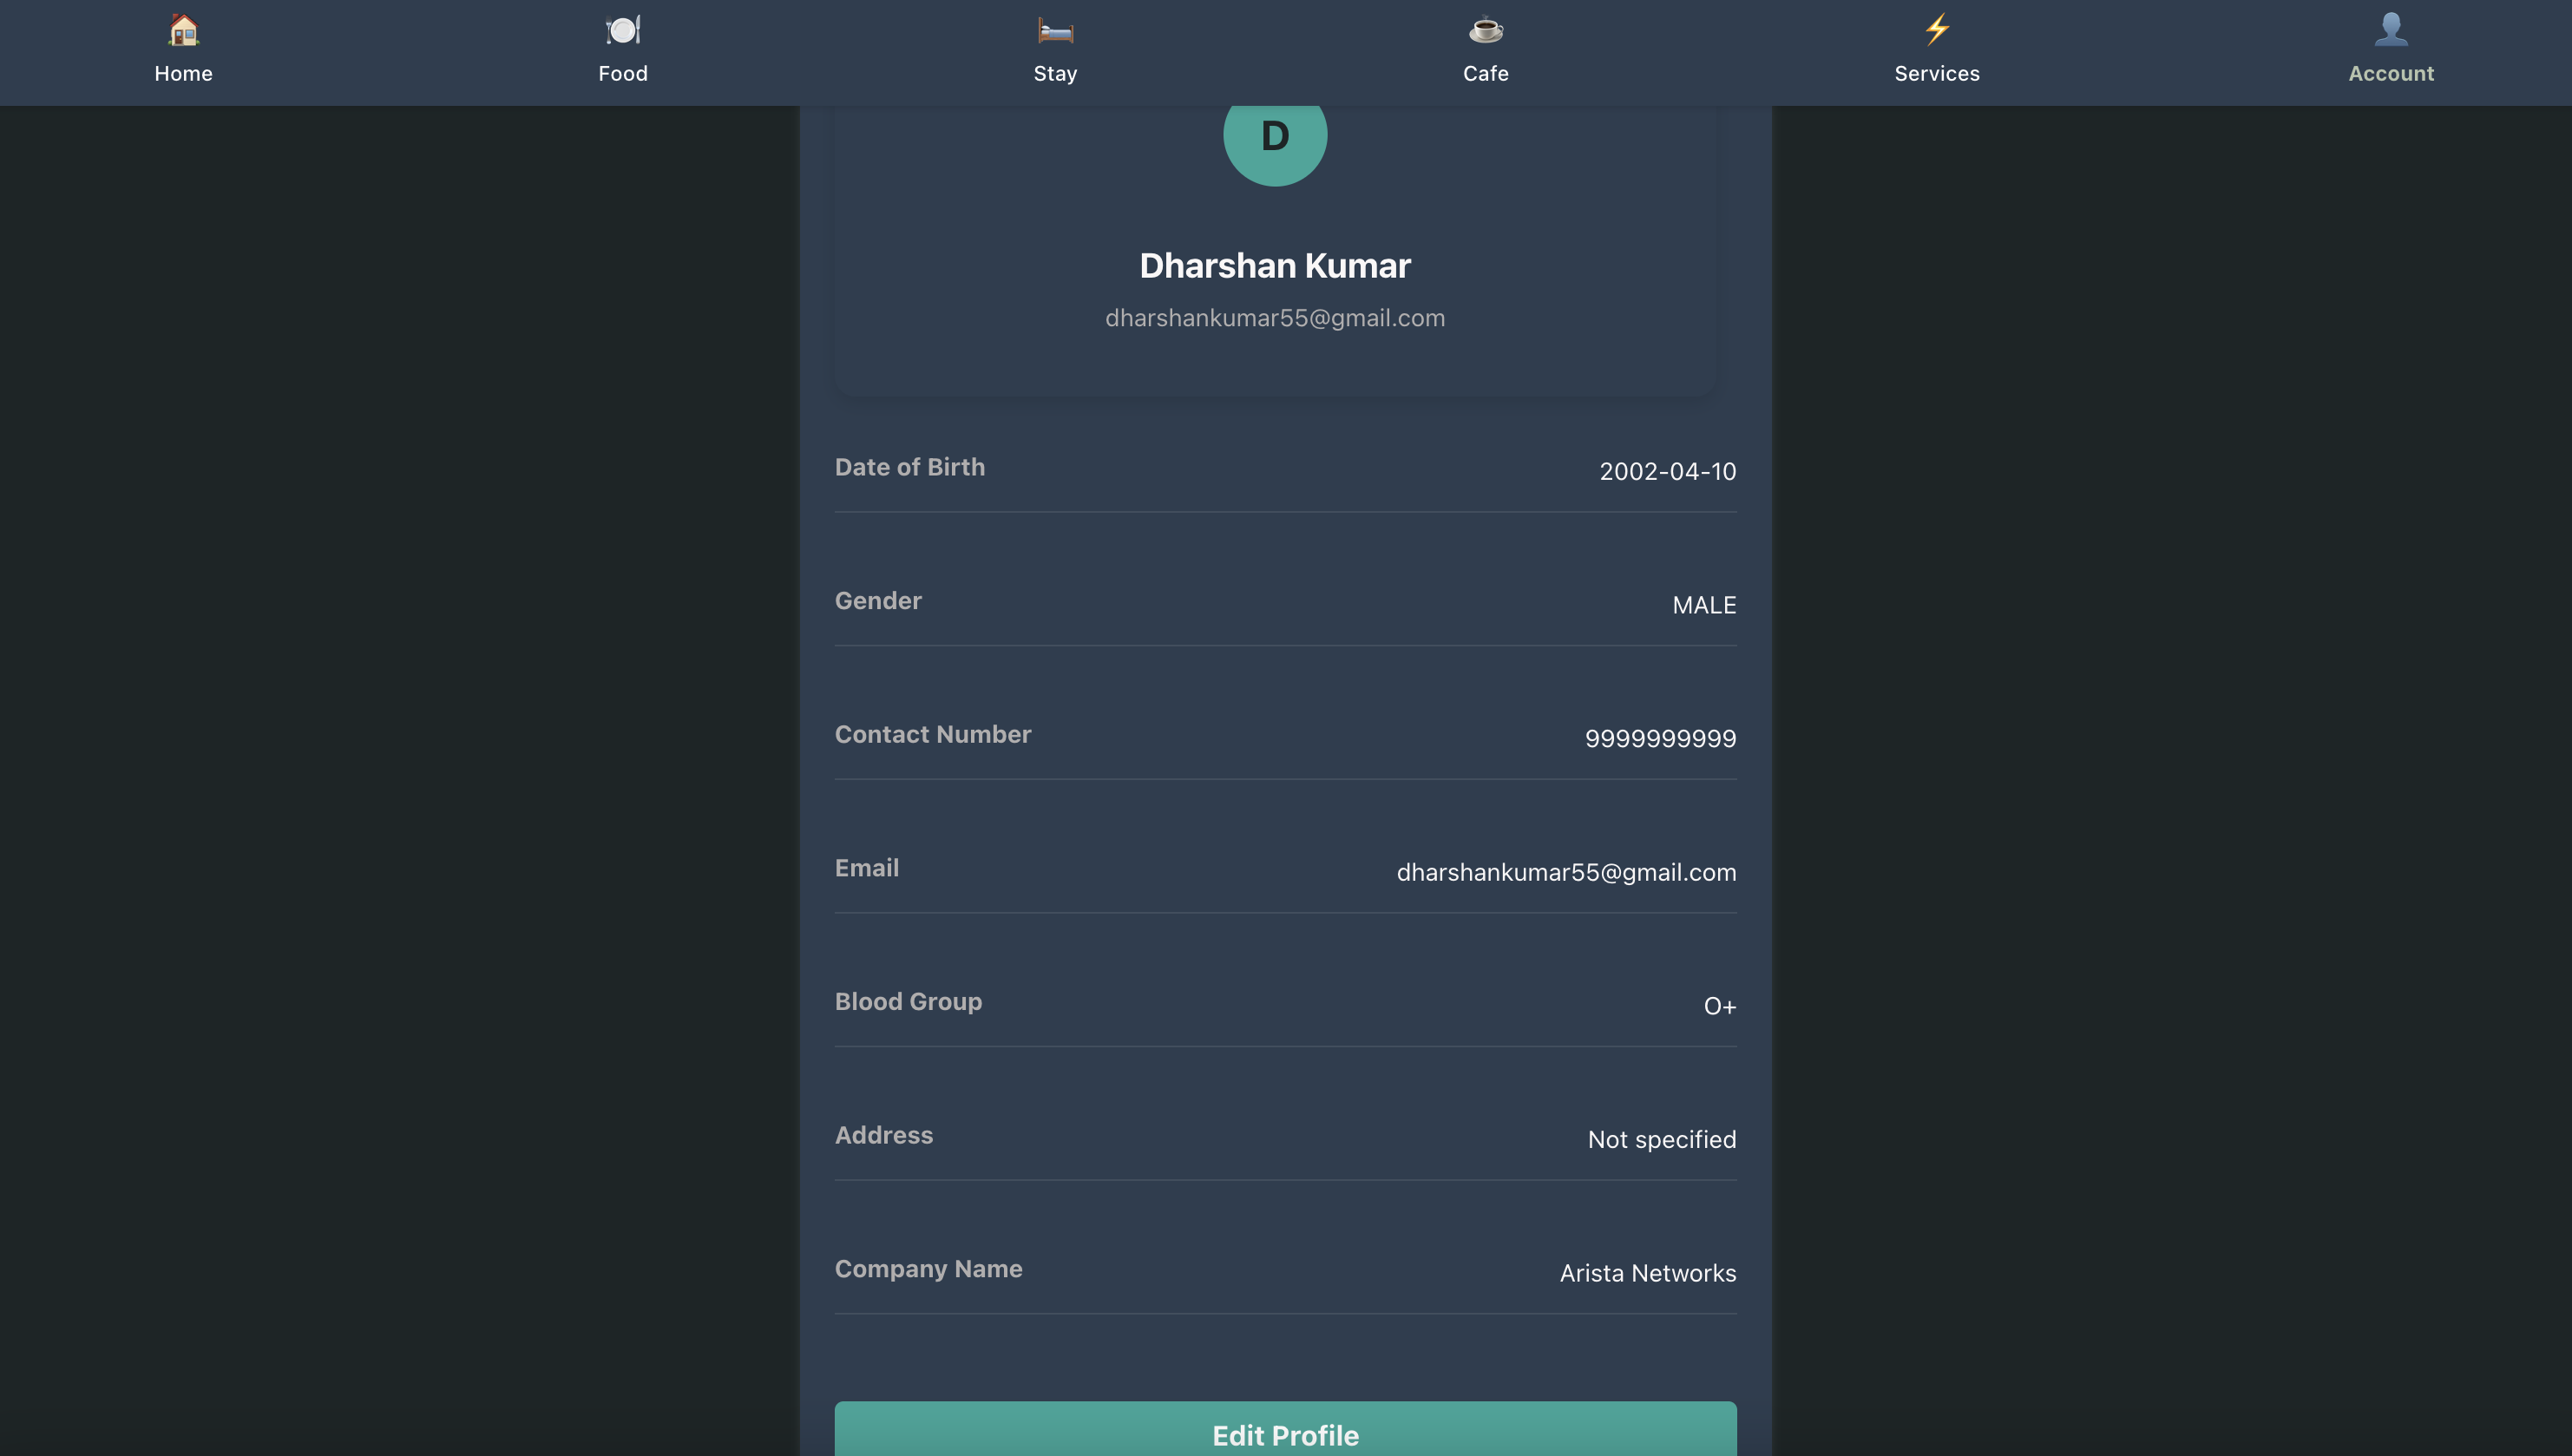 Home
Food
Stay
Cafe
Services
Account
D
Dharshan Kumar
dharshankumar55@gmail.com
Date of Birth
2002-04-10
Gender
MALE
Contact Number
9999999999
Email
dharshankumar55@gmail.com
Blood Group
O+
Address
Not specified
Company Name
Arista Networks
Edit Profile